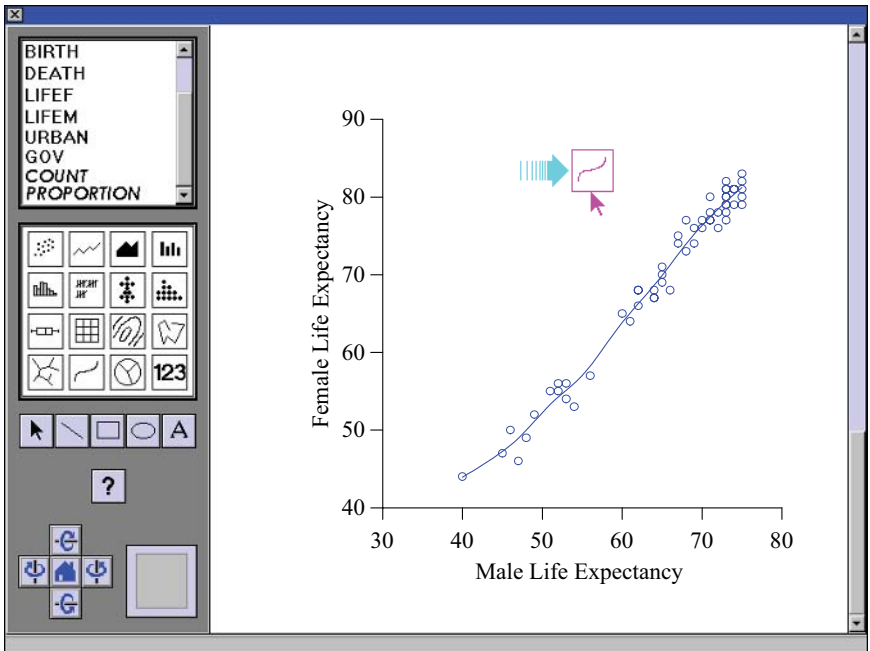 BIRTH
DEATH
LIFEF
LIFEM
URBAN
GOV
COUNT
PROPORTION
123
A
?
90
80
70
60
50
40
30 40 50 60 70 80
Female Life Expectancy
Male Life Expectancy